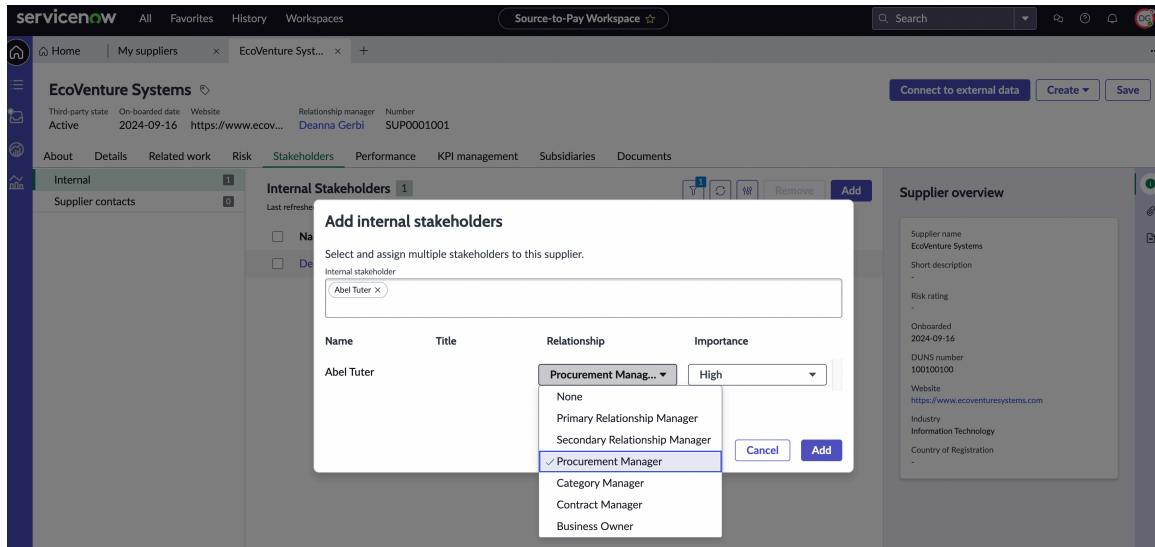 servicenow All Favorites History Workspaces Source-to-Pay Workspace Search DG
Home My suppliers × EcoVenture Syst... × +
EcoVenture Systems
Connect to external data Create Save
Third-party state On-boarded date Website Relationship manager Number
Active 2024-09-16 https://www.ecov... Deanna Gerbi SUP0001001
About Details Related work Risk Stakeholders Performance KPI management Subsidiaries Documents
Internal 1
Supplier contacts 0
Internal Stakeholders 1
1
Remove Add
Last refreshe
Na
De
Add internal stakeholders
Select and assign multiple stakeholders to this supplier.
Internal stakeholder
Abel Tuter ×
Name Title Relationship Importance
Abel Tuter Procurement Manag... High
None
Primary Relationship Manager
Secondary Relationship Manager
✓ Procurement Manager
Category Manager
Contract Manager
Business Owner
Cancel Add
Supplier overview
Supplier name
EcoVenture Systems
Short description
-
Risk rating
-
Onboarded
2024-09-16
DUNS number
100100100
Website
https://www.ecoventuresystems.com
Industry
Information Technology
Country of Registration
-